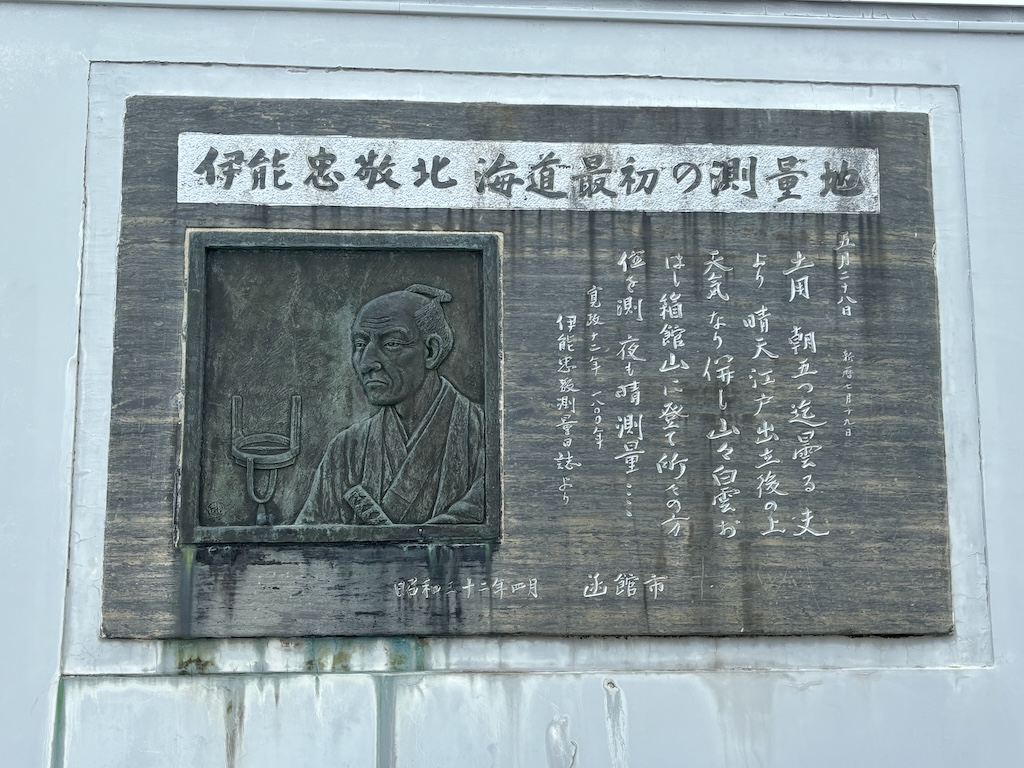 伊能忠敬北海道最初の測量地
五月二十八日 新暦七月十九日
土用 朝五つ迄曇る 夫
より 晴天江戸出立後の上
天気なり 併し山々白雲お
はし箱館山に登て所々の方
位を測 夜も晴測量……
寛政十二年 一八〇〇年
伊能忠敬測量日誌より
昭和三十二年四月 函館市